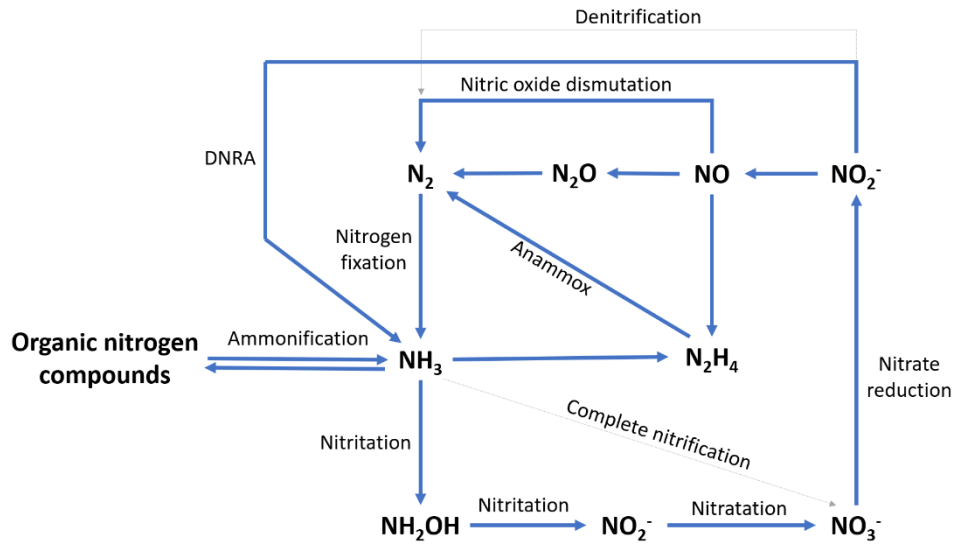 Denitrification
Nitric oxide dismutation
DNRA
N₂
N₂O
NO
NO₂⁻
Nitrogen
fixation
Anammox
Organic nitrogen
compounds
Ammonification
NH₃
N₂H₄
Nitrate
reduction
Complete nitrification
Nitritation
NH₂OH
Nitritation
NO₂⁻
Nitratation
NO₃⁻